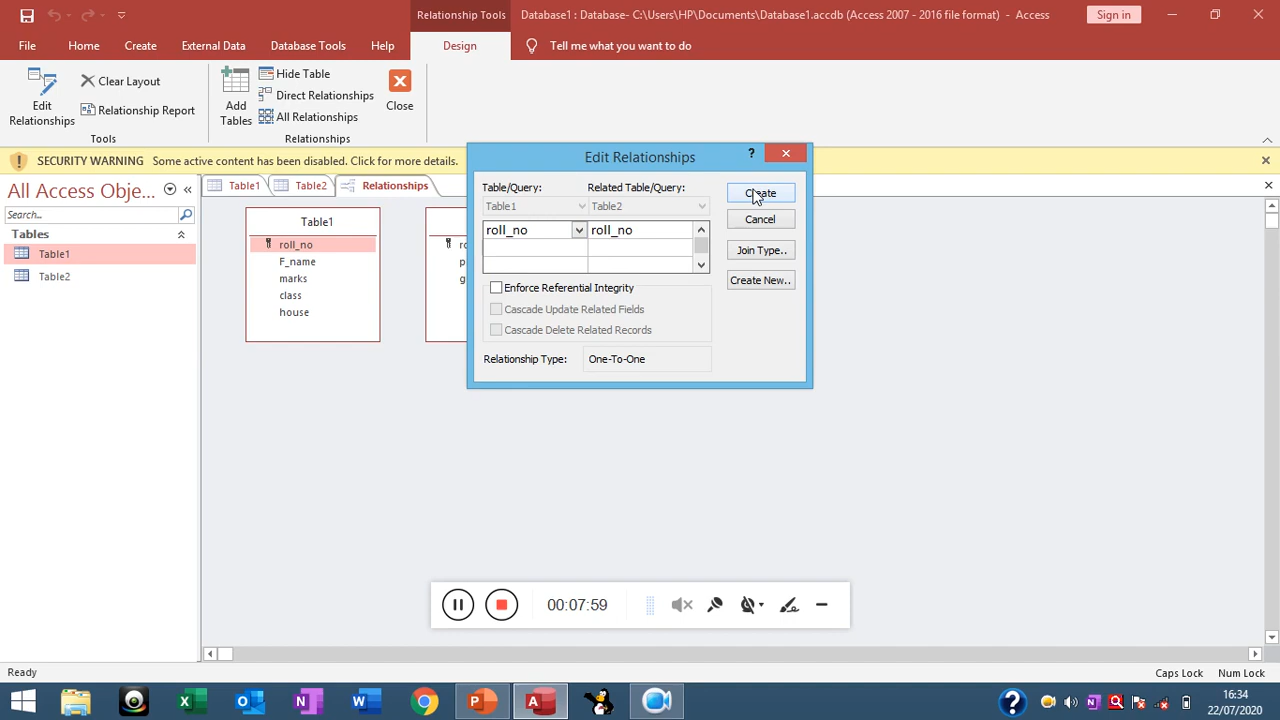 Relationship Tools
Database1 : Database- C:\Users\HP\Documents\Database1.accdb (Access 2007 - 2016 file format) - Access
Sign in
File
Home
Create
External Data
Database Tools
Help
Design
Tell me what you want to do
Edit
Relationships
Clear Layout
Relationship Report
Tools
Add
Tables
Hide Table
Direct Relationships
All Relationships
Relationships
Close
SECURITY WARNING Some active content has been disabled. Click for more details.
All Access Obje...
Search...
Tables
Table1
Table2
Table1
Table2
Relationships
Table1
roll_no
F_name
marks
class
house
Edit Relationships
?
Table/Query:
Related Table/Query:
Table1
Table2
roll_no
roll_no
Enforce Referential Integrity
Cascade Update Related Fields
Cascade Delete Related Records
Relationship Type:
One-To-One
Create
Cancel
Join Type..
Create New..
00:07:59
Ready
Caps Lock
Num Lock
16:34
22/07/2020